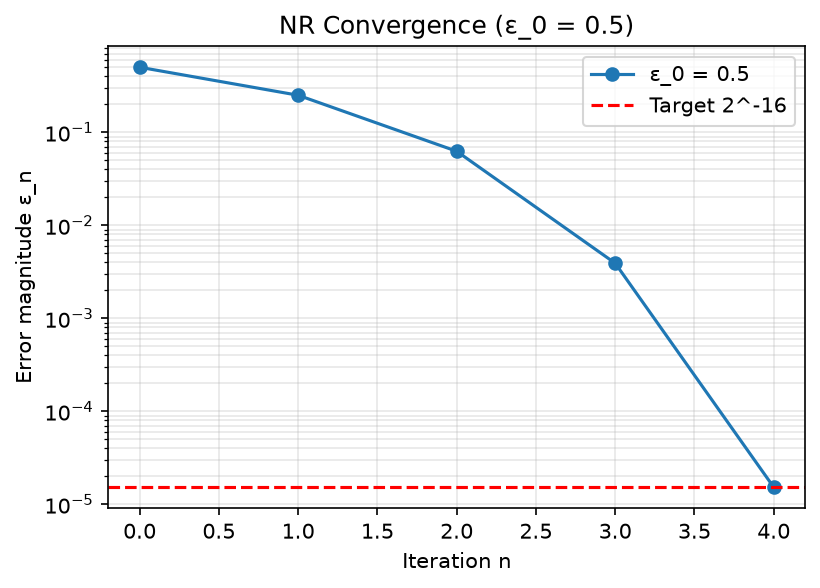 NR Convergence (ε_0 = 0.5)
ε_0 = 0.5
Target 2^-16
Error magnitude ε_n
10⁻¹
10⁻²
10⁻³
10⁻⁴
10⁻⁵
0.0 0.5 1.0 1.5 2.0 2.5 3.0 3.5 4.0
Iteration n